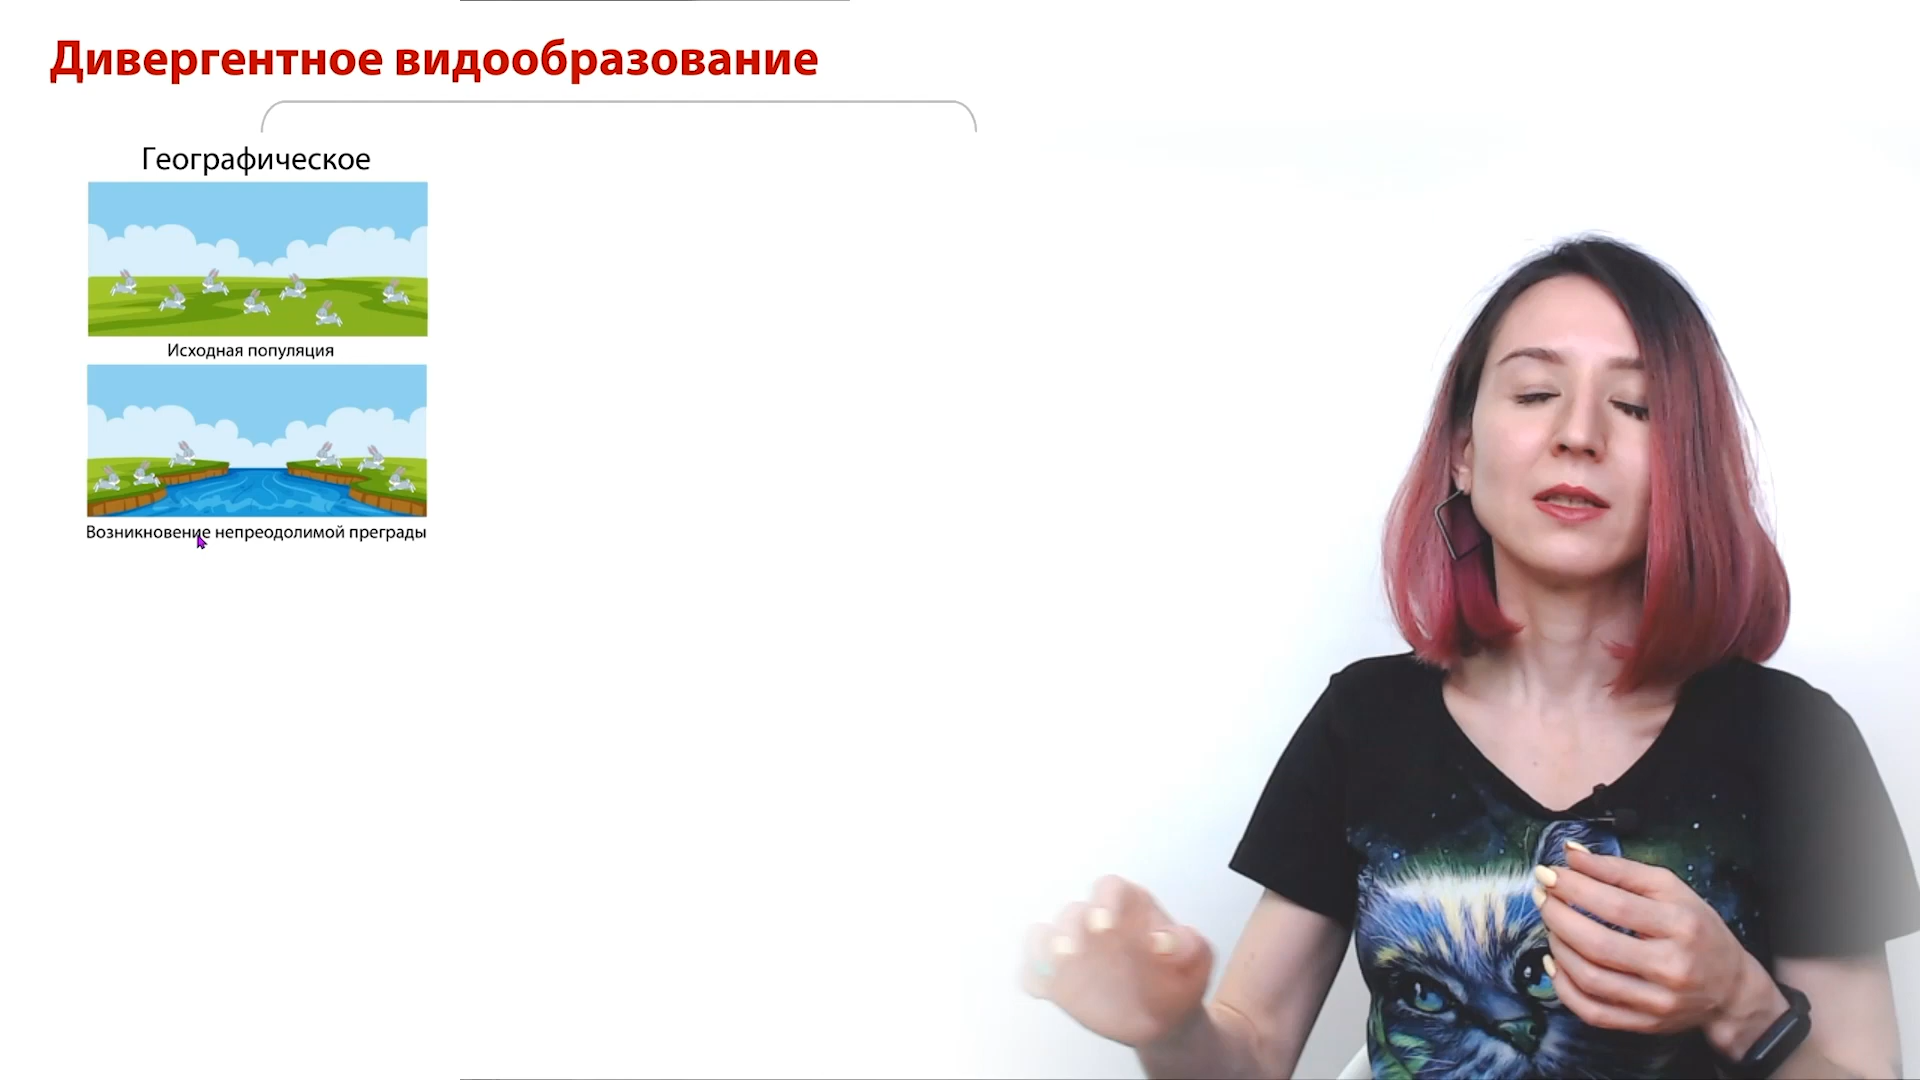 Дивергентное видообразование
Географическое
Исходная популяция
Возникновение непреодолимой преграды